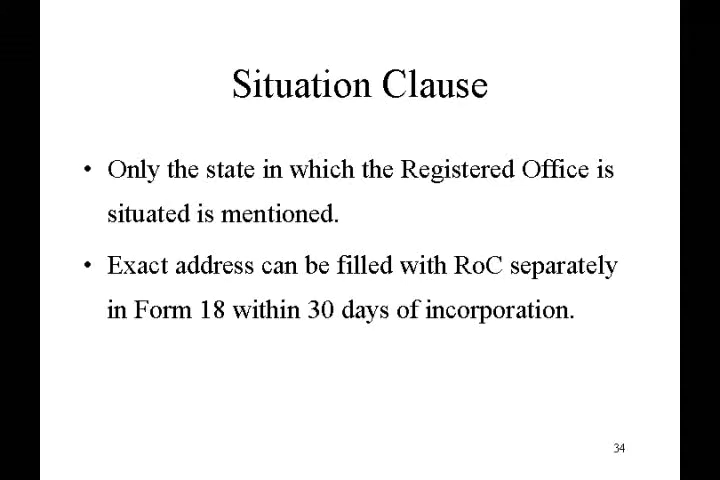 Situation Clause
• Only the state in which the Registered Office is
situated is mentioned.
• Exact address can be filled with RoC separately
in Form 18 within 30 days of incorporation.
34